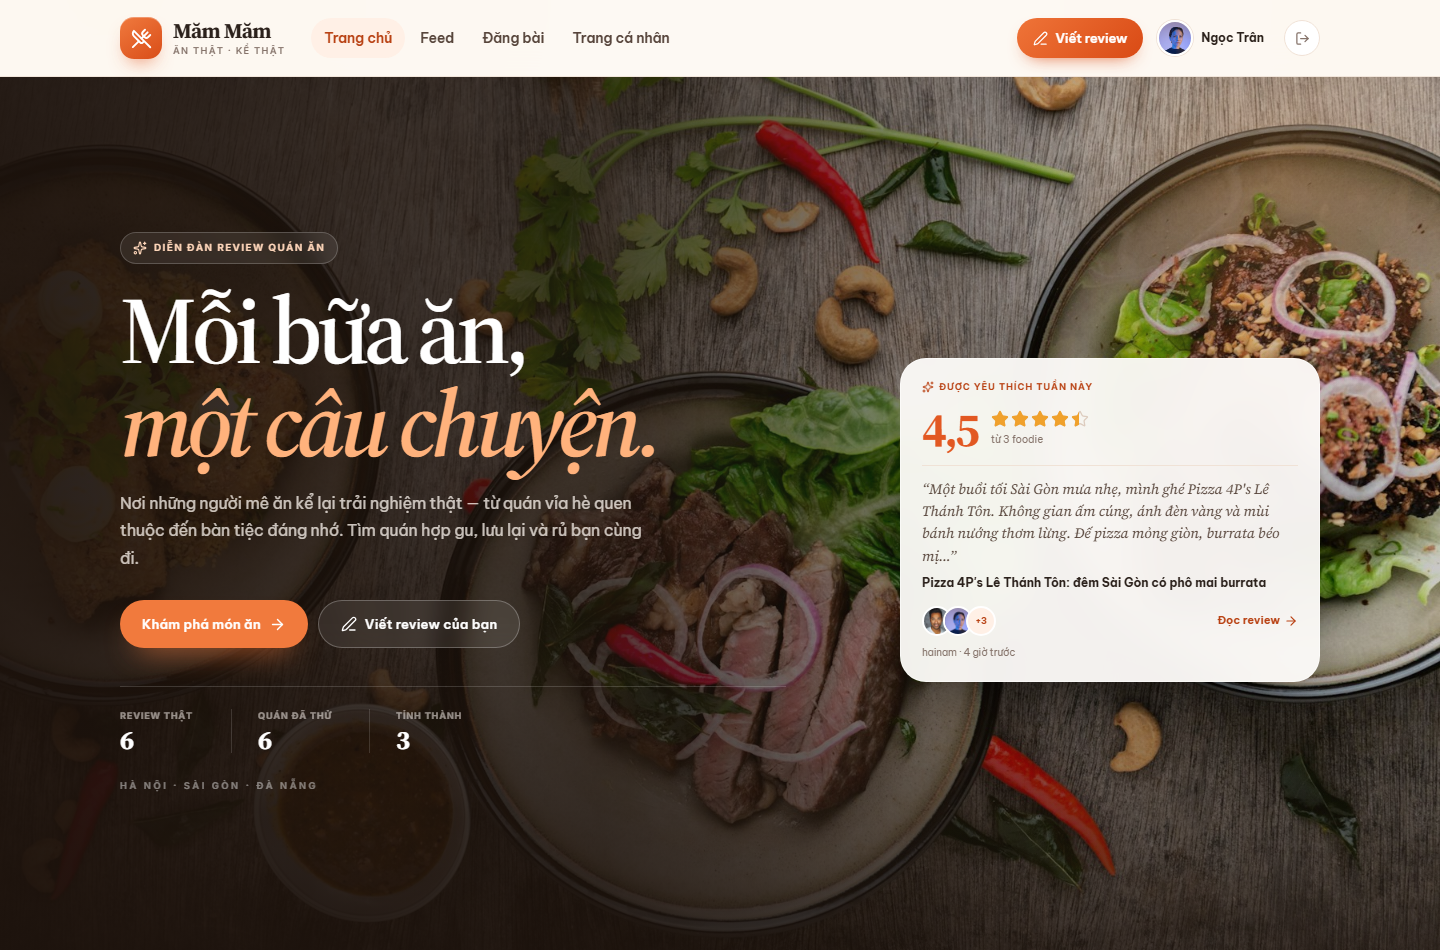 Măm Măm
ĂN THẬT · KỂ THẬT
Trang chủ
Feed
Đăng bài
Trang cá nhân
Viết review
Ngọc Trân
DIỄN ĐÀN REVIEW QUÁN ĂN
Mỗi bữa ăn,
một câu chuyện.
Nơi những người mê ăn kể lại trải nghiệm thật — từ quán vỉa hè quen
thuộc đến bàn tiệc đáng nhớ. Tìm quán hợp gu, lưu lại và rủ bạn cùng
đi.
Khám phá món ăn
Viết review của bạn
REVIEW THẬT
6
QUÁN ĐÃ THỬ
6
TỈNH THÀNH
3
HÀ NỘI · SÀI GÒN · ĐÀ NẴNG
ĐƯỢC YÊU THÍCH TUẦN NÀY
4,5
từ 3 foodie
“Một buổi tối Sài Gòn mưa nhẹ, mình ghé Pizza 4P's Lê
Thánh Tôn. Không gian ấm cúng, ánh đèn vàng và mùi
bánh nướng thơm lừng. Đế pizza mỏng giòn, burrata béo
mị...”
Pizza 4P's Lê Thánh Tôn: đêm Sài Gòn có phô mai burrata
+3
Đọc review
hainam · 4 giờ trước